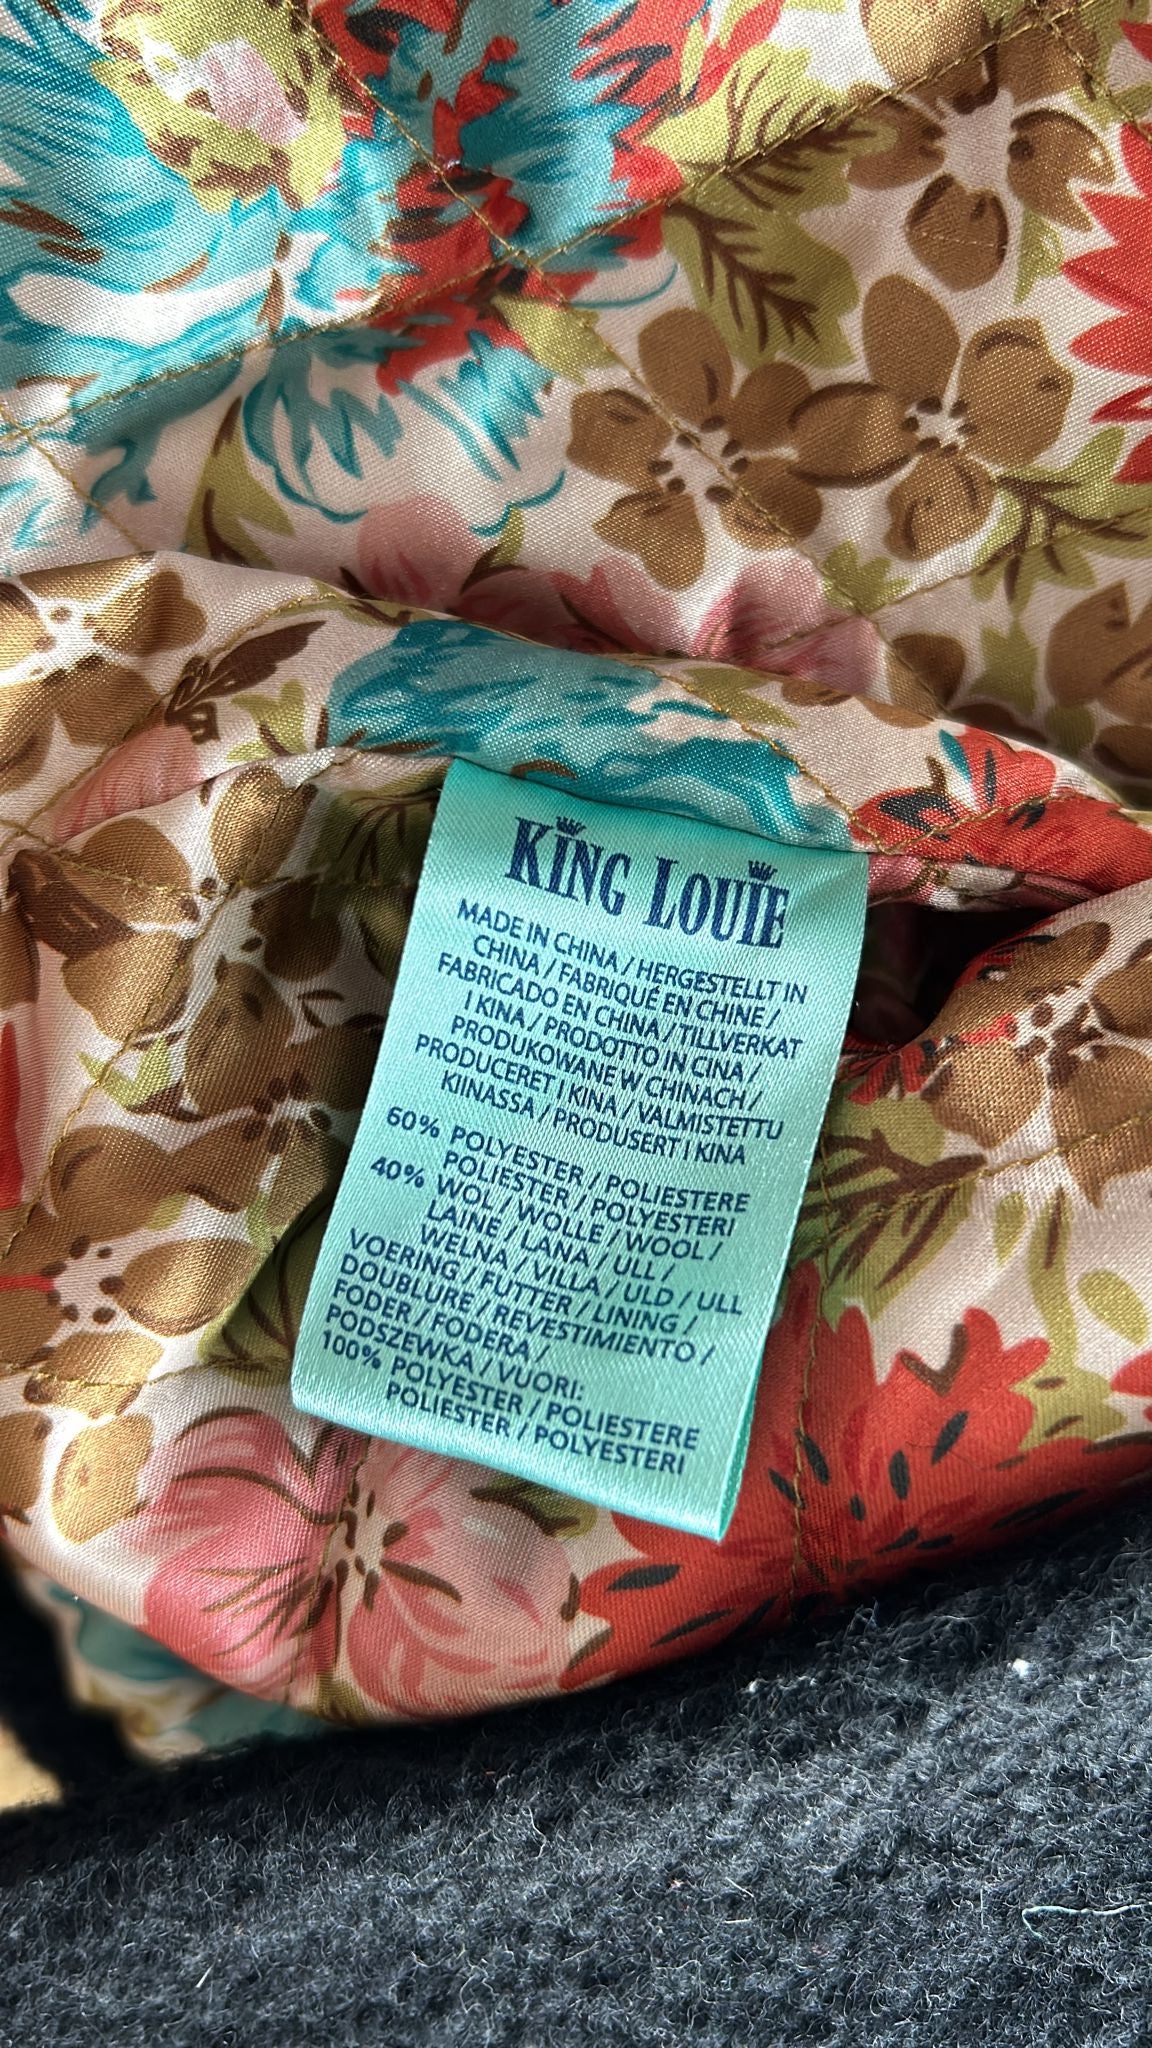 KING LOUIE
MADE IN CHINA / HERGESTELLT IN
CHINA / FABRIQUÉ EN CHINE /
FABRICADO EN CHINA / TILLVERKAT
I KINA / PRODOTTO IN CINA /
PRODUKOWANE W CHINACH /
PRODUCERET I KINA / VALMISTETTU
KIINASSA / PRODUSERT I KINA
60% POLYESTER / POLIESTERE
POLIESTER / POLYESTERI
40% WOL / WOLLE / WOOL /
LAINE / LANA / ULL /
WELNA / VILLA / ULD / ULL
VOERING / FUTTER / LINING /
DOUBLURE / REVESTIMIENTO /
FODER / FODERA /
PODSZEWKA / VUORI:
100% POLYESTER / POLIESTERE
POLIESTER / POLYESTERI